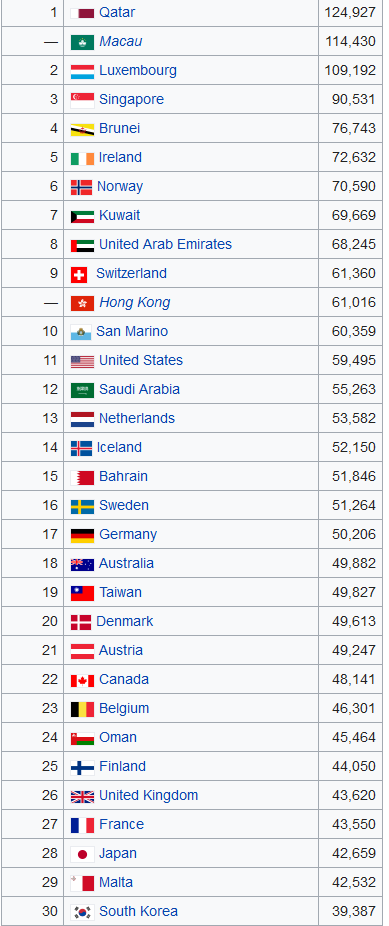 1 Qatar 124,927
— Macau 114,430
2 Luxembourg 109,192
3 Singapore 90,531
4 Brunei 76,743
5 Ireland 72,632
6 Norway 70,590
7 Kuwait 69,669
8 United Arab Emirates 68,245
9 Switzerland 61,360
— Hong Kong 61,016
10 San Marino 60,359
11 United States 59,495
12 Saudi Arabia 55,263
13 Netherlands 53,582
14 Iceland 52,150
15 Bahrain 51,846
16 Sweden 51,264
17 Germany 50,206
18 Australia 49,882
19 Taiwan 49,827
20 Denmark 49,613
21 Austria 49,247
22 Canada 48,141
23 Belgium 46,301
24 Oman 45,464
25 Finland 44,050
26 United Kingdom 43,620
27 France 43,550
28 Japan 42,659
29 Malta 42,532
30 South Korea 39,387